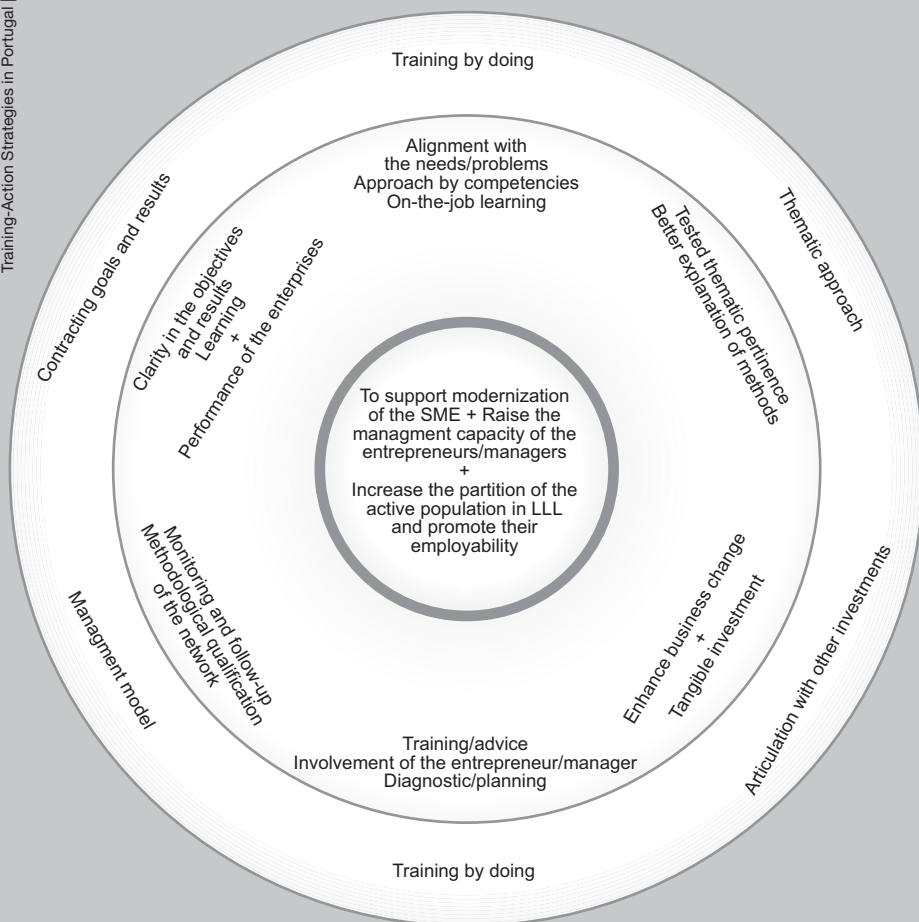 Training-Action Strategies in Portugal |
Training by doing
Alignment with
the needs/problems
Approach by competencies
On-the-job learning
Thematic approach
Tested thematic pertinence
Better explanation of methods
Articulation with other investments
Enhance business change
+
Tangible investment
Training by doing
Training/advice
Involvement of the entrepreneur/manager
Diagnostic/planning
Managment model
Monitoring and follow-up
Methodological qualification
of the network
Contracting goals and results
Clarity in the objectives
and results
Learning
+
Performance of the enterprises
To support modernization
of the SME + Raise the
managment capacity of the
entrepreneurs/managers
+
Increase the partition of the
active population in LLL
and promote their
employability